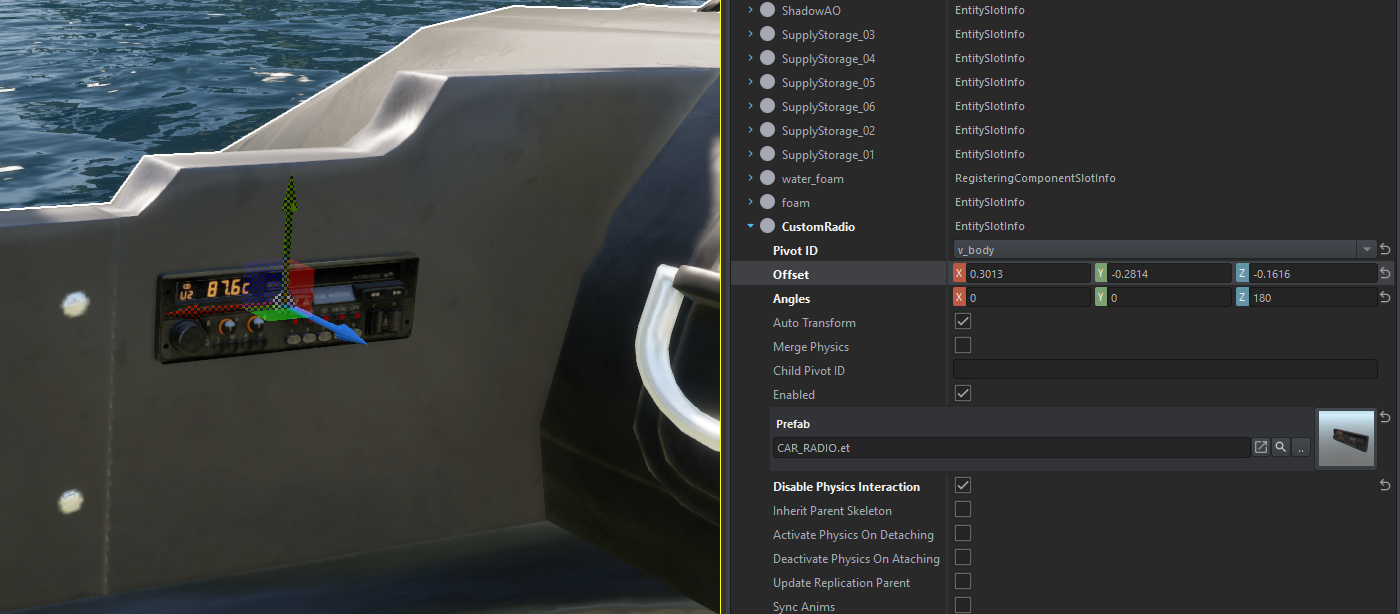 ShadowAO EntitySlotInfo
SupplyStorage_03 EntitySlotInfo
SupplyStorage_04 EntitySlotInfo
SupplyStorage_05 EntitySlotInfo
SupplyStorage_06 EntitySlotInfo
SupplyStorage_02 EntitySlotInfo
SupplyStorage_01 EntitySlotInfo
water_foam RegisteringComponentSlotInfo
foam EntitySlotInfo
CustomRadio EntitySlotInfo
Pivot ID v_body
Offset X 0.3013 Y -0.2814 Z -0.1616
Angles X 0 Y 0 Z 180
Auto Transform
Merge Physics
Child Pivot ID
Enabled
Prefab
CAR_RADIO.et ..
Disable Physics Interaction
Inherit Parent Skeleton
Activate Physics On Detaching
Deactivate Physics On Ataching
Update Replication Parent
Sync Anims
U2 87.6c